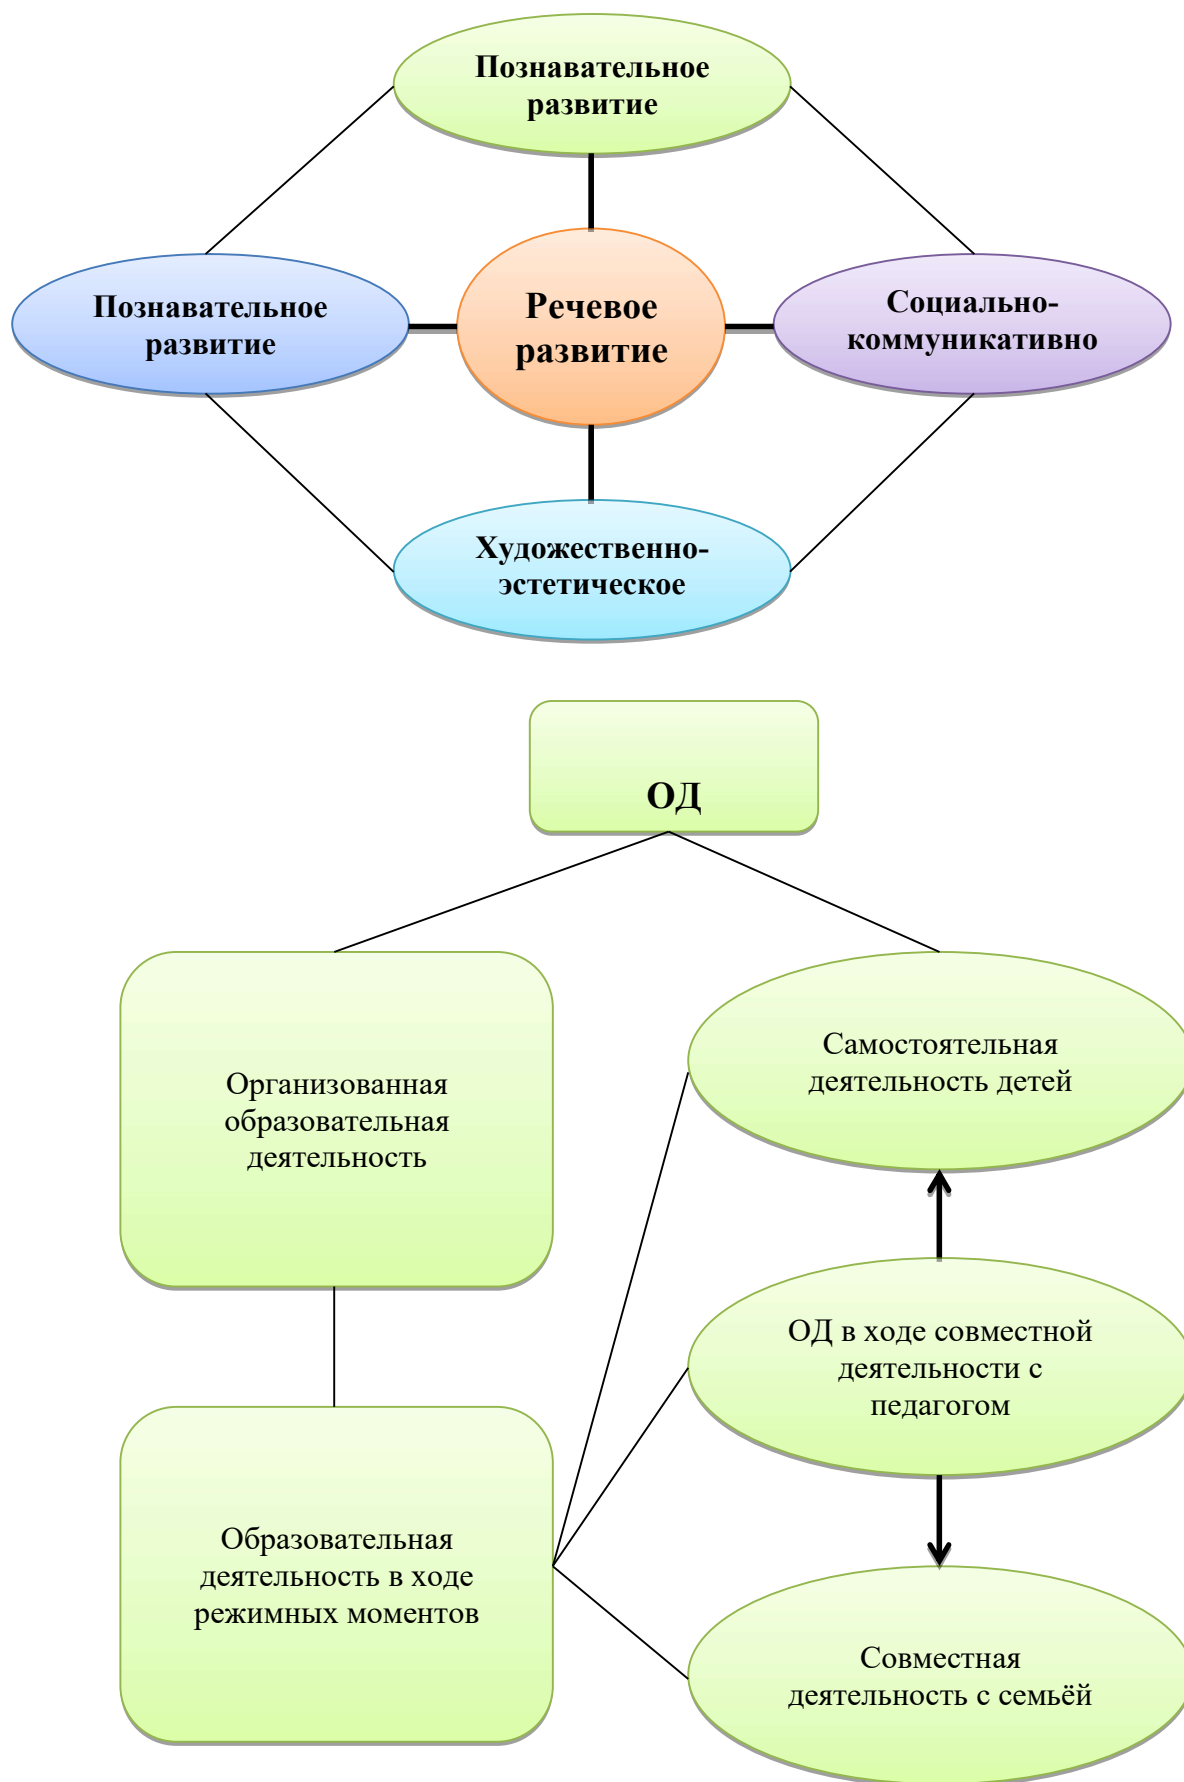 Познавательное
развитие
Познавательное
развитие
Речевое
развитие
Социально-
коммуникативно
Художественно-
эстетическое
ОД
Организованная
образовательная
деятельность
Самостоятельная
деятельность детей
ОД в ходе совместной
деятельности с
педагогом
Образовательная
деятельность в ходе
режимных моментов
Совместная
деятельность с семьёй